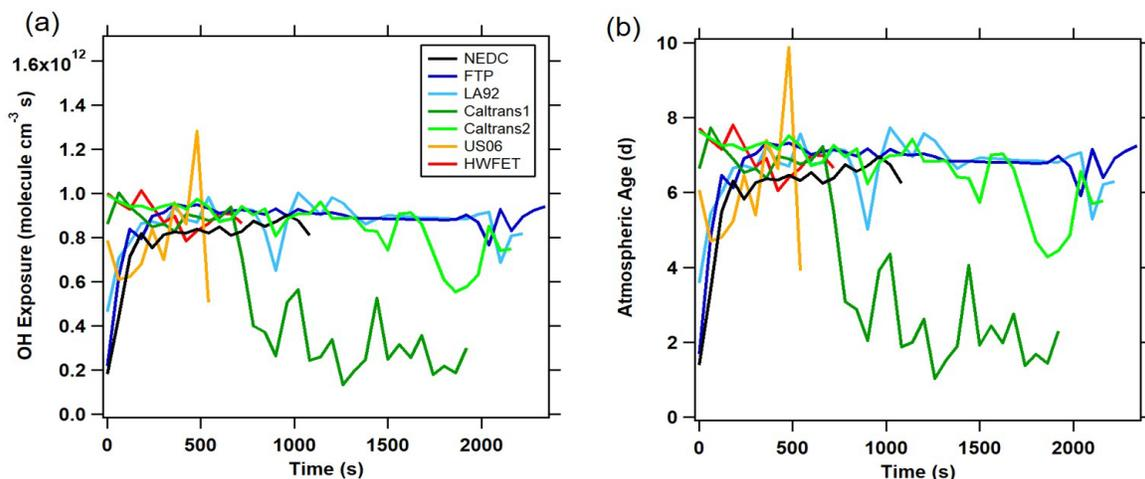 (a)
OH Exposure (molecule cm⁻³ s)
1.6x10¹²
1.4
1.2
1.0
0.8
0.6
0.4
0.2
0.0
NEDC
FTP
LA92
Caltrans1
Caltrans2
US06
HWFET
0 500 1000 1500 2000
Time (s)
(b)
Atmospheric Age (d)
10
8
6
4
2
0
0 500 1000 1500 2000
Time (s)